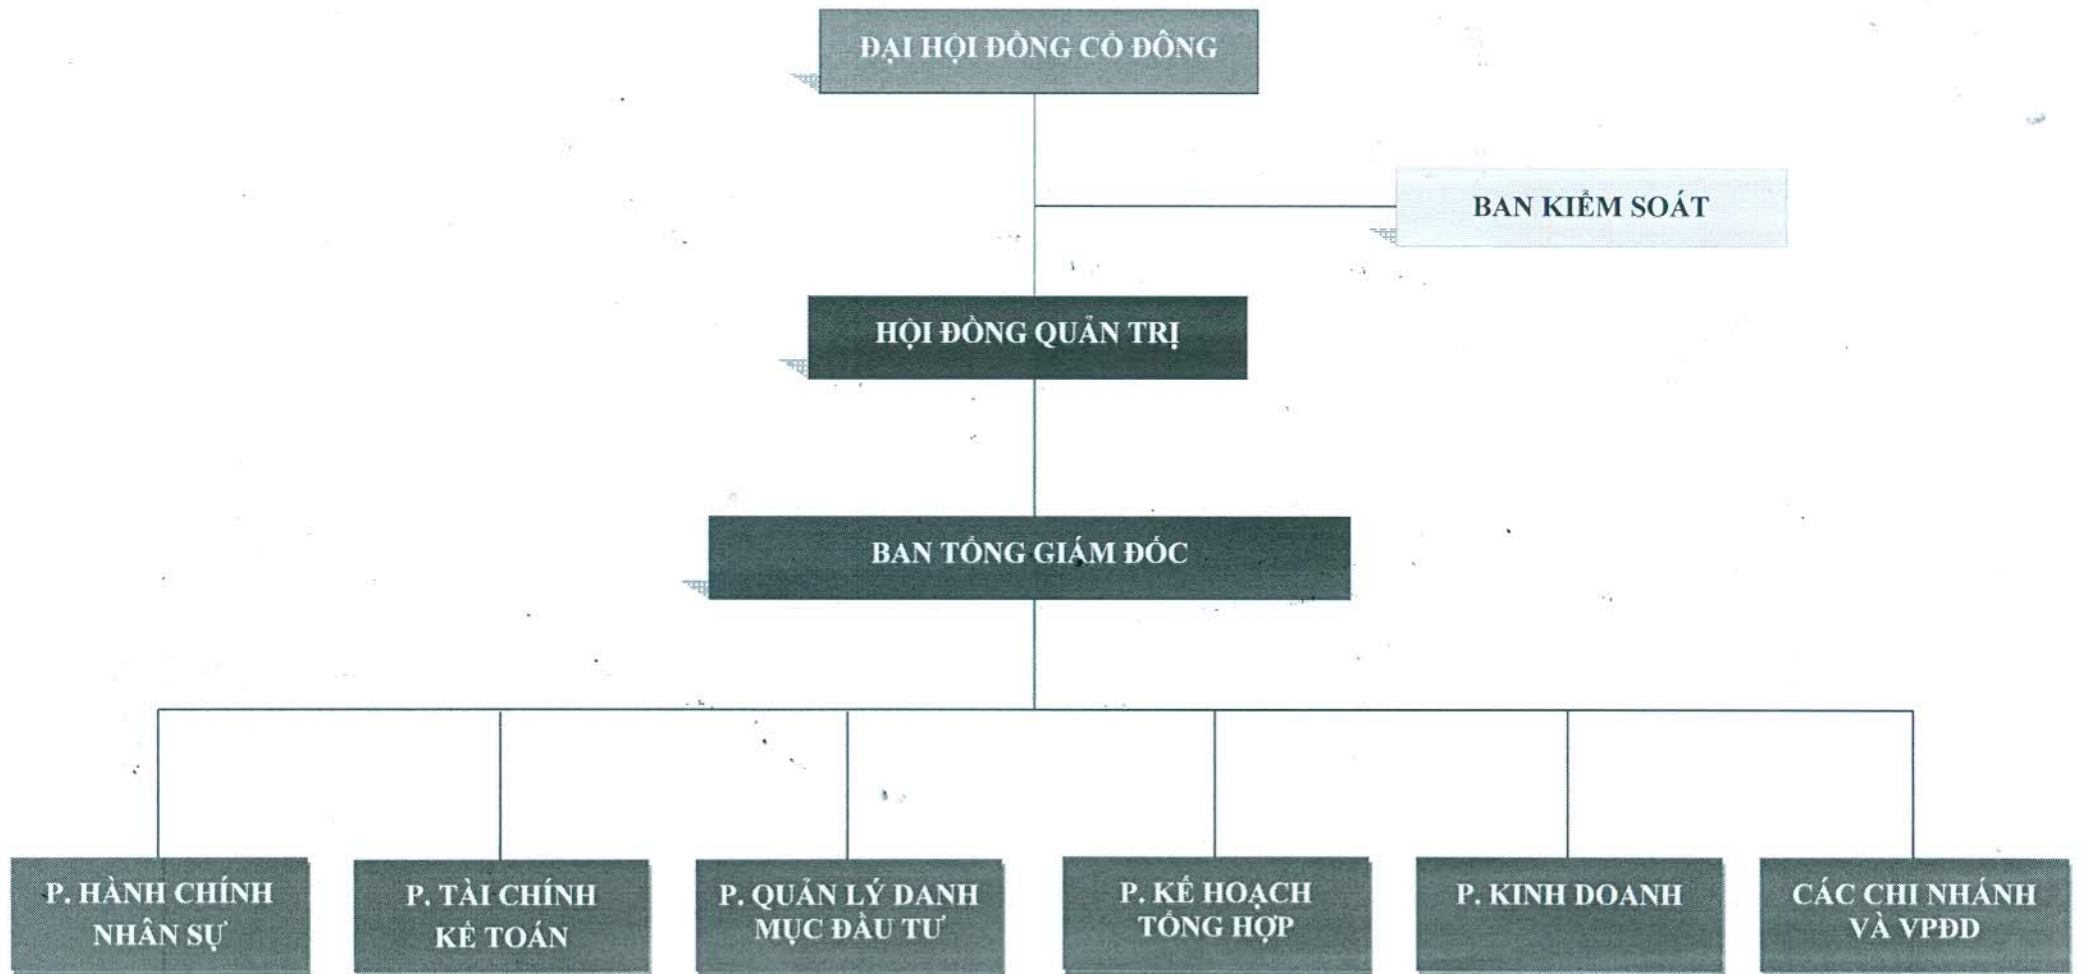 ĐẠI HỘI ĐỒNG CỔ ĐÔNG
BAN KIỂM SOÁT
HỘI ĐỒNG QUẢN TRỊ
BAN TỔNG GIÁM ĐỐC
P. HÀNH CHÍNH
NHÂN SỰ
P. TÀI CHÍNH
KẾ TOÁN
P. QUẢN LÝ DANH
MỤC ĐẦU TƯ
P. KẾ HOẠCH
TỔNG HỢP
P. KINH DOANH
CÁC CHI NHÁNH
VÀ VPĐD